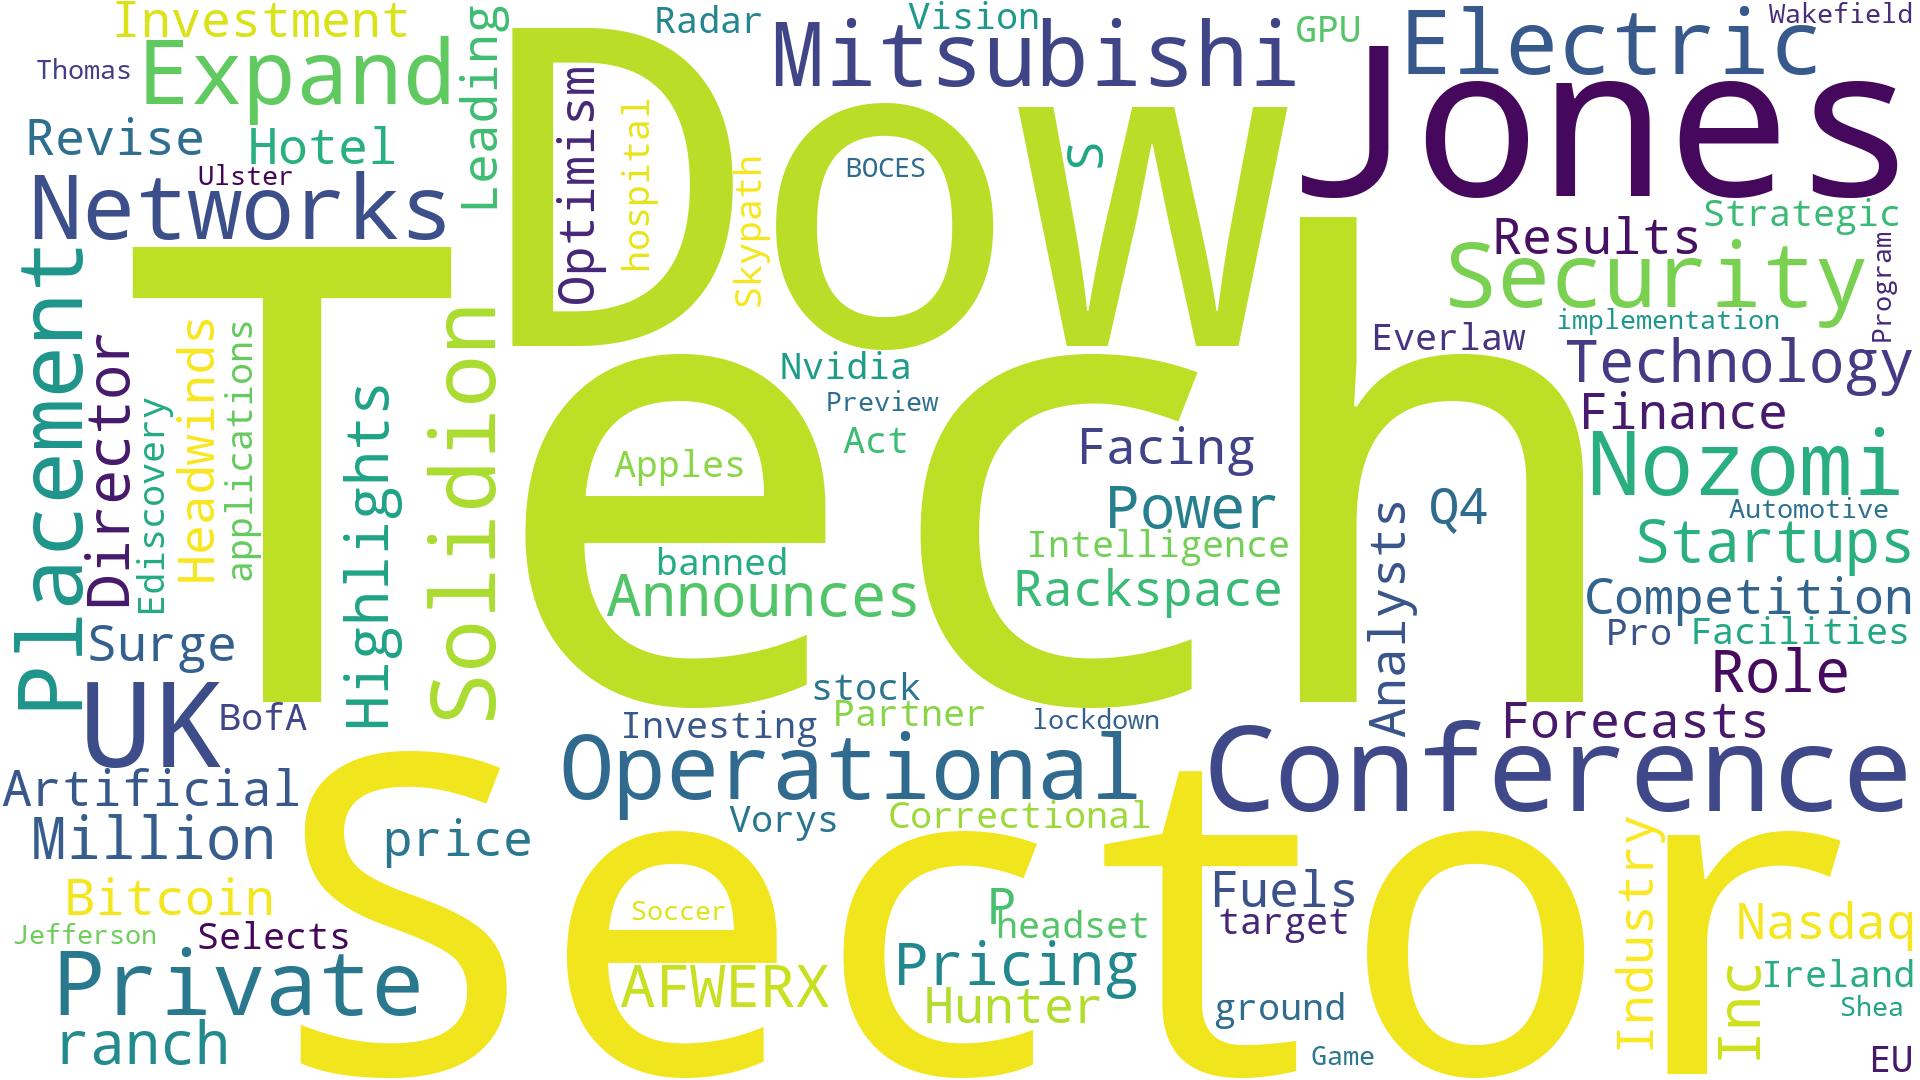 Investment
Radar
Vision
Mitsubishi
GPU
Electric
Wakefield
Thomas
Expand
Leading
Dow
Jones
Optimism
hospital
Revise
Hotel
Skypath
BOCES
S
Ulster
Networks
Results
Strategic
Security
Program
Placement
Tech
Director
Ediscovery
Headwinds
applications
Highlights
Solidion
Nvidia
Preview
Act
Apples
Facing
Power
Everlaw
implementation
Technology
Finance
Nozomi
Analysts
Q4
Automotive
banned
Intelligence
Announces
Rackspace
Startups
Competition
Pro
Facilities
Surge
Role
UK
BofA
stock
Investing
Partner
lockdown
Forecasts
Operational
Conference
Artificial
Million
price
Sector
Vorys
Correctional
Industry
Bitcoin
Soccer
P
headset
Fuels
target
Nasdaq
Jefferson
Selects
Private
AFWERX
Pricing
Hunter
ground
Inc
Ireland
Shea
ranch
Game
EU